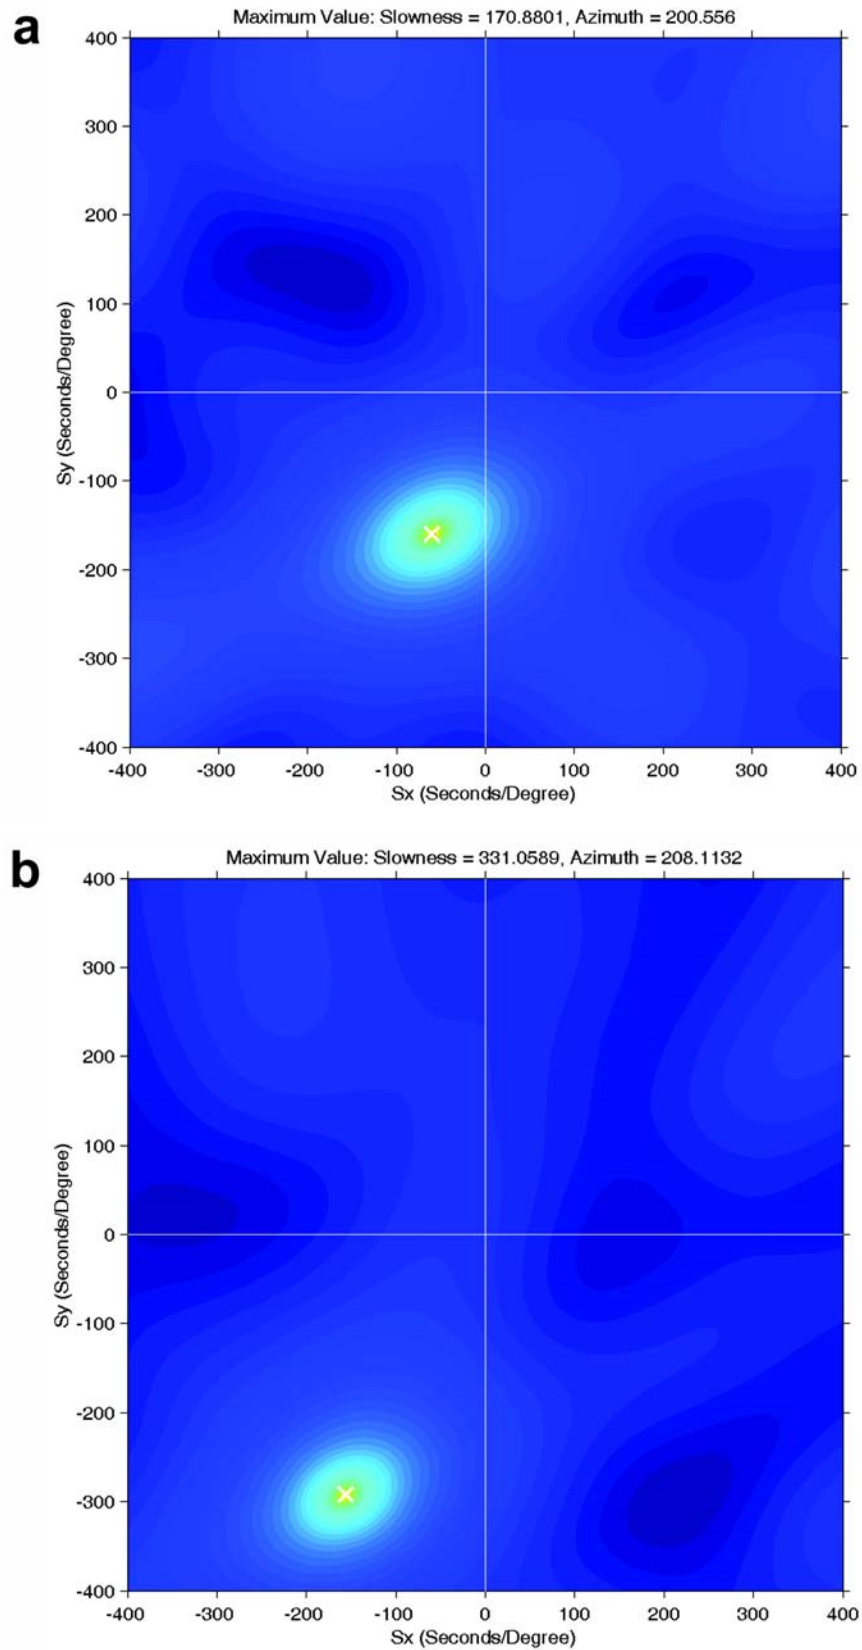 a
Maximum Value: Slowness = 170.8801, Azimuth = 200.556
400
300
200
100
0
-100
-200
-300
-400
Sy (Seconds/Degree)
-400 -300 -200 -100 0 100 200 300 400
Sx (Seconds/Degree)
b
Maximum Value: Slowness = 331.0589, Azimuth = 208.1132
400
300
200
100
0
-100
-200
-300
-400
Sy (Seconds/Degree)
-400 -300 -200 -100 0 100 200 300 400
Sx (Seconds/Degree)